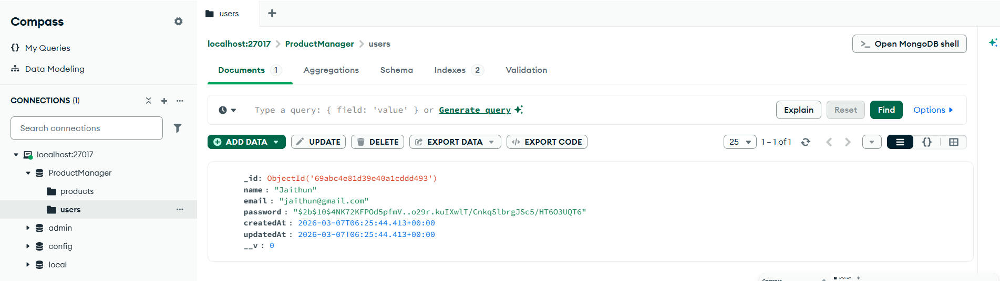 Compass
My Queries
Data Modeling
CONNECTIONS (1)
Search connections
localhost:27017
ProductManager
products
users
admin
config
local
users
localhost:27017 > ProductManager > users
Open MongoDB shell
Documents 1 Aggregations Schema Indexes 2 Validation
Type a query: { field: 'value' } or Generate query
Explain Reset Find Options
ADD DATA UPDATE DELETE EXPORT DATA EXPORT CODE
25 1 – 1 of 1
_id: ObjectId('69abc4e81d39e40a1cddd493')
name : "Jaithun"
email : "jaithun@gmail.com"
password : "$2b$10$4NK72KFPOd5pfmV..o29r.kuIXwlT/CnkqSlbrgJSc5/HT6O3UQT6"
createdAt : 2026-03-07T06:25:44.413+00:00
updatedAt : 2026-03-07T06:25:44.413+00:00
__v : 0
Compass
products